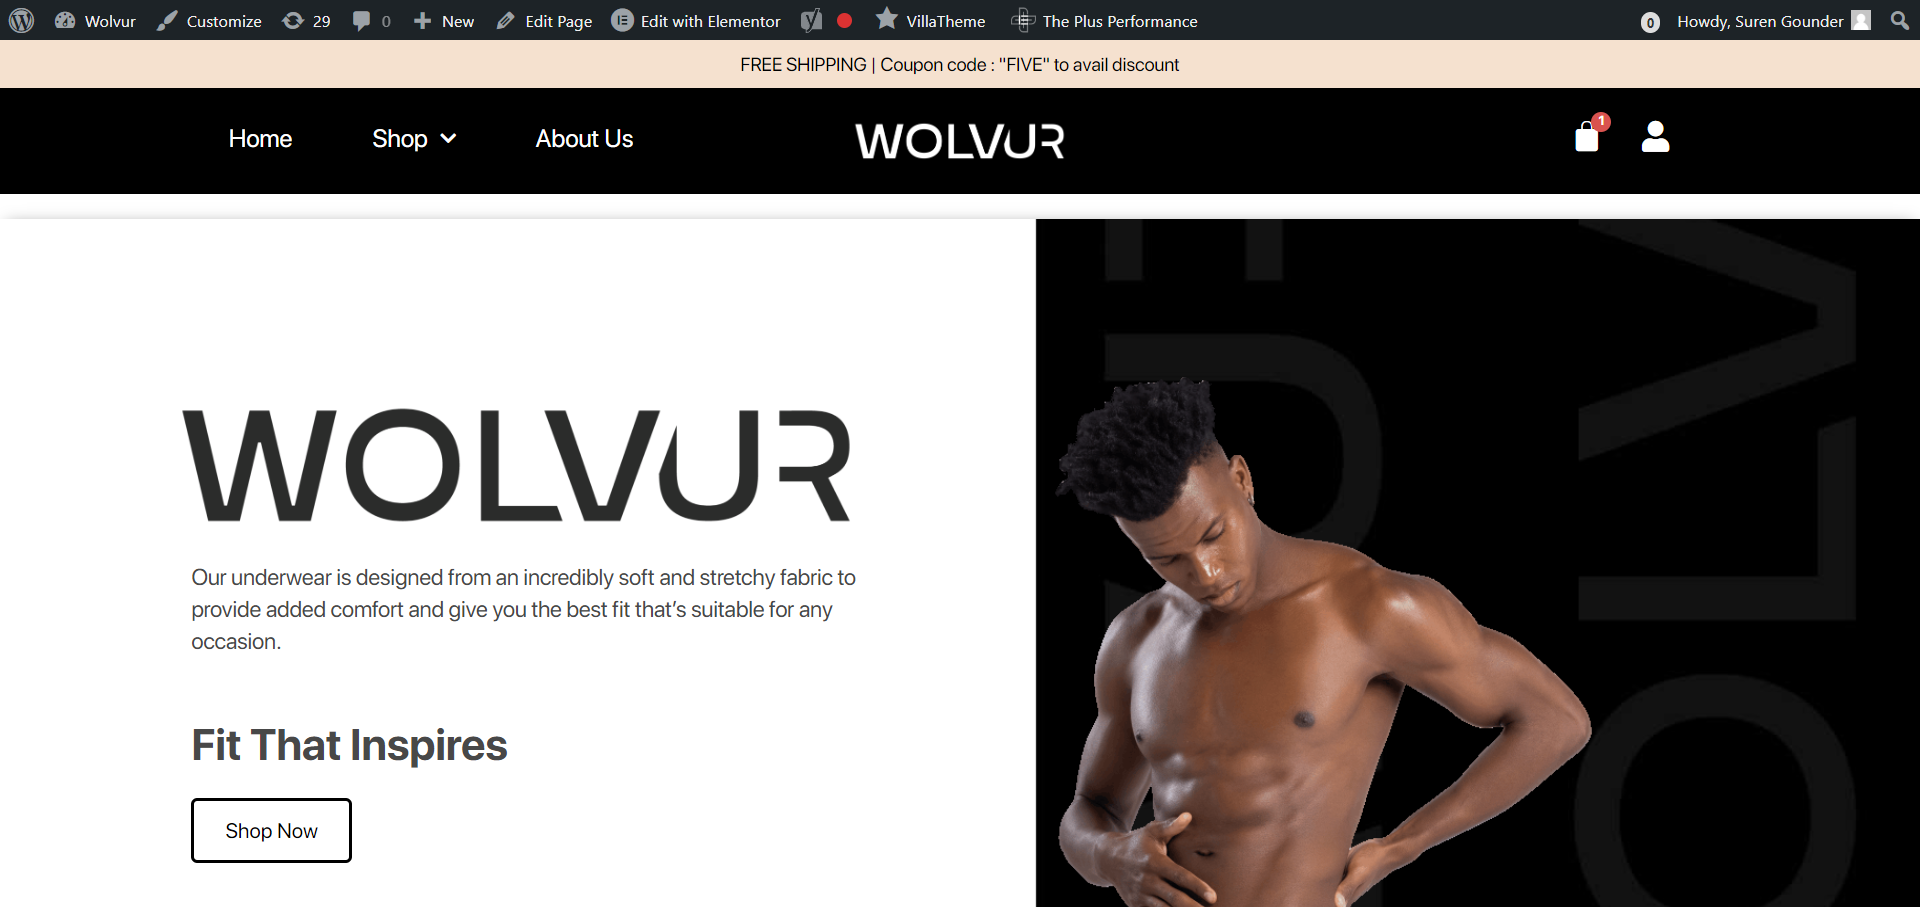 Wolvur Customize 29 0 New Edit Page Edit with Elementor VillaTheme The Plus Performance 0 Howdy, Suren Gounder
FREE SHIPPING | Coupon code : "FIVE" to avail discount
Home Shop About Us WOLVUR 1
WOLVUR
Our underwear is designed from an incredibly soft and stretchy fabric to
provide added comfort and give you the best fit that’s suitable for any
occasion.
Fit That Inspires
Shop Now